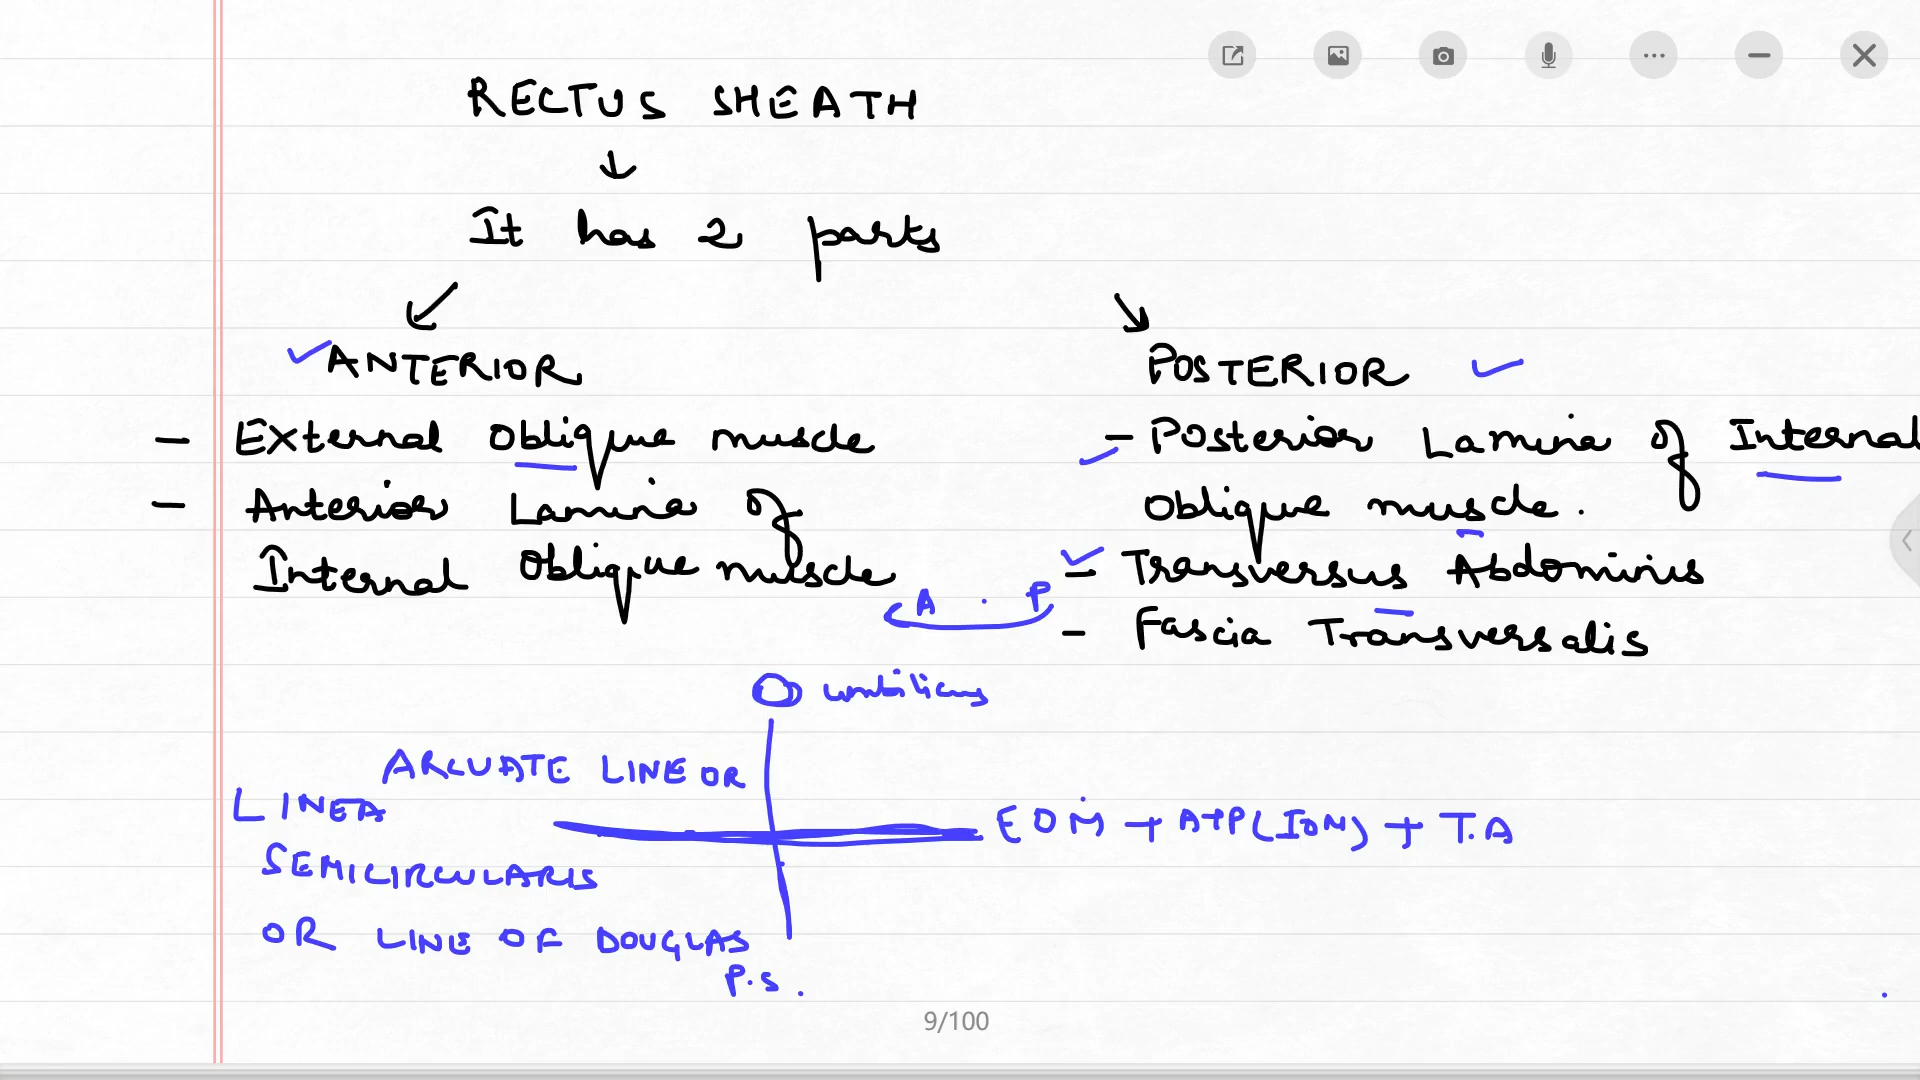 RECTUS SHEATH
↓
It has 2 parts
ANTERIOR
- External Oblique muscle
- Anterior Lamina of
Internal Oblique muscle
POSTERIOR
- Posterior Lamina of Internal
Oblique muscle.
- Transversus Abdominis
- Fascia Transversalis
A . P
umbilicus
ARCUATE LINE OR
LINEA
SEMICIRCULARIS
OR LINE OF DOUGLAS
EOM + A+P(IOM) + T.A
P.S.
9/100